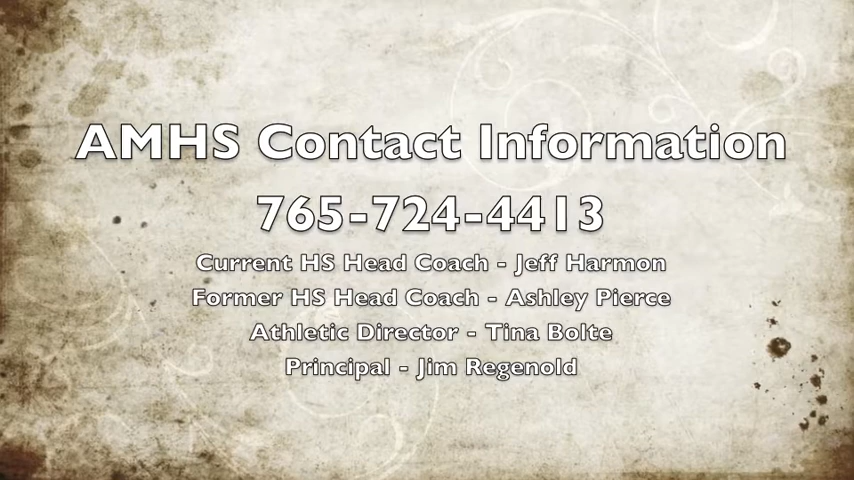 AMHS Contact Information
765-724-4413
Current HS Head Coach - Jeff Harmon
Former HS Head Coach - Ashley Pierce
Athletic Director - Tina Bolte
Principal - Jim Regenold